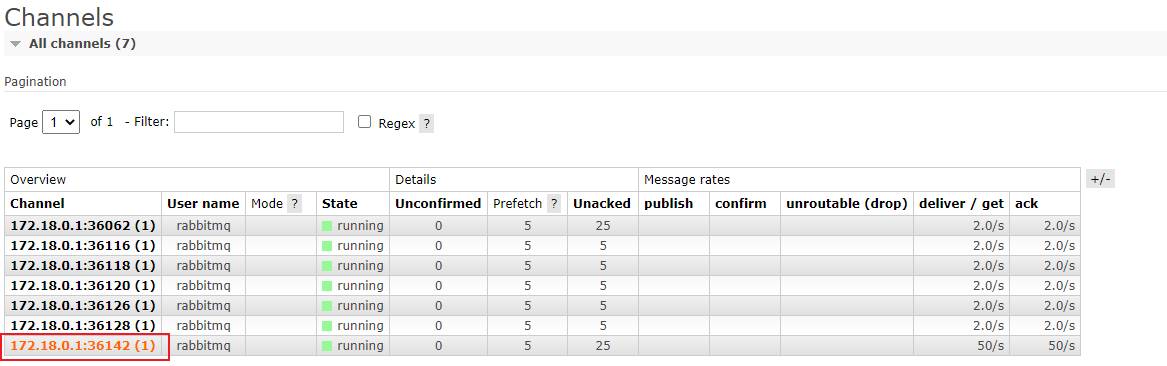 Channels
All channels (7)
Pagination
Page 1 of 1 - Filter: Regex ?
Overview Details Message rates +/-
Channel User name Mode ? State Unconfirmed Prefetch ? Unacked publish confirm unroutable (drop) deliver / get ack
172.18.0.1:36062 (1) rabbitmq running 0 5 25 2.0/s 2.0/s
172.18.0.1:36116 (1) rabbitmq running 0 5 5 2.0/s 2.0/s
172.18.0.1:36118 (1) rabbitmq running 0 5 5 2.0/s 2.0/s
172.18.0.1:36120 (1) rabbitmq running 0 5 5 2.0/s 2.0/s
172.18.0.1:36126 (1) rabbitmq running 0 5 5 2.0/s 2.0/s
172.18.0.1:36128 (1) rabbitmq running 0 5 5 2.0/s 2.0/s
172.18.0.1:36142 (1) rabbitmq running 0 5 25 50/s 50/s